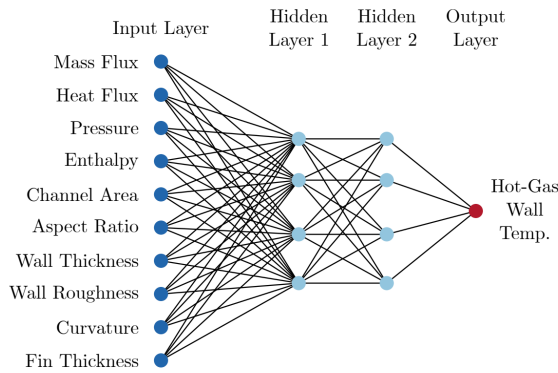 Input Layer
Hidden
Layer 1
Hidden
Layer 2
Output
Layer
Mass Flux
Heat Flux
Pressure
Enthalpy
Channel Area
Aspect Ratio
Wall Thickness
Wall Roughness
Curvature
Fin Thickness
Hot-Gas
Wall
Temp.